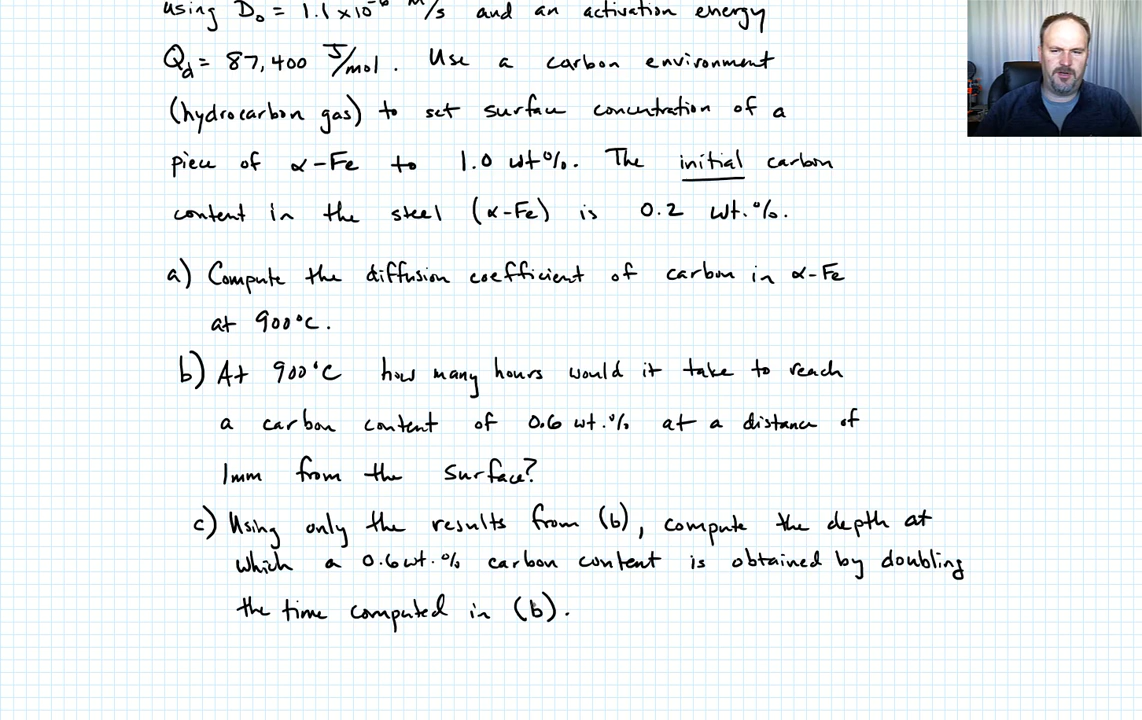 using D₀ = 1.1 x10⁻⁶ m/s and an activation energy
Qd = 87,400 J/mol. Use a carbon environment
(hydrocarbon gas) to set surface concentration of a
piece of α-Fe to 1.0 wt%. The initial carbon
content in the steel (α-Fe) is 0.2 wt.%.
a) Compute the diffusion coefficient of carbon in α-Fe
at 900°C.
b) At 900°C how many hours would it take to reach
a carbon content of 0.6 wt.% at a distance of
1mm from the surface?
c) Using only the results from (b), compute the depth at
which a 0.6wt.% carbon content is obtained by doubling
the time computed in (b).